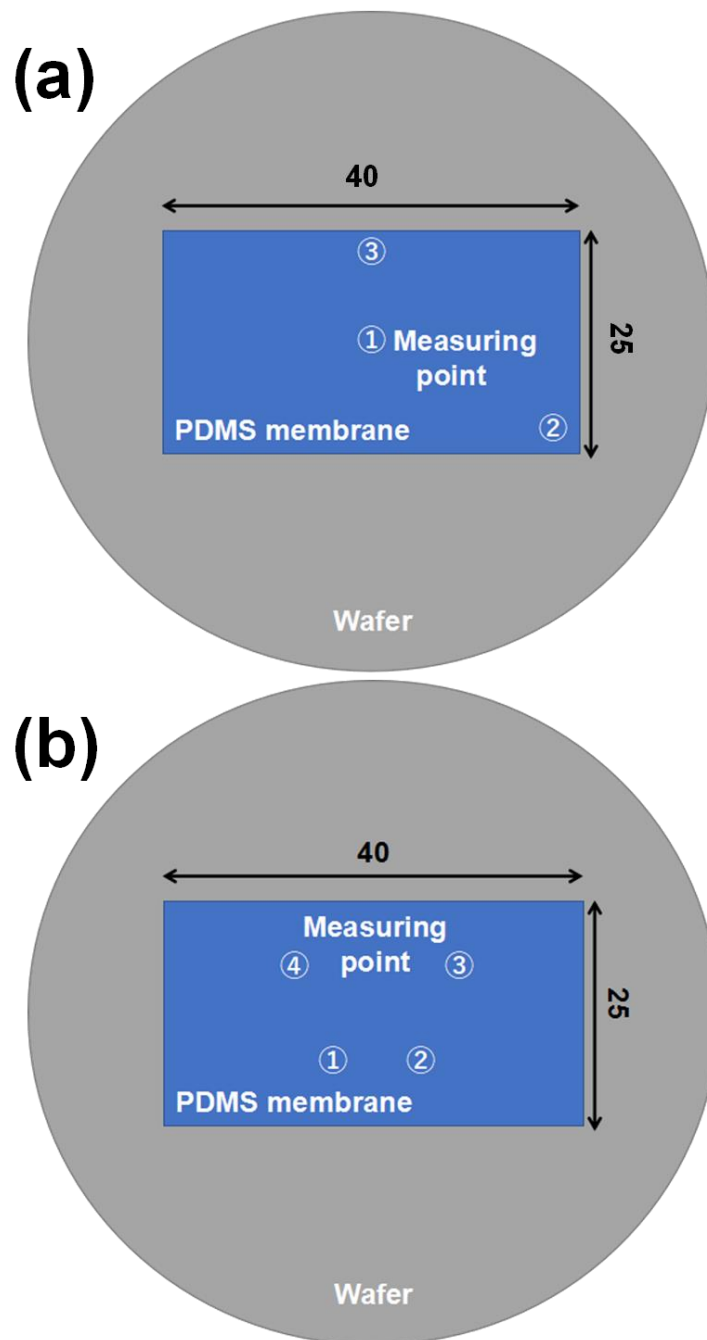 (a)
40
③
25
① Measuring
point
②
PDMS membrane
Wafer
(b)
40
Measuring
④ point ③
25
① ②
PDMS membrane
Wafer